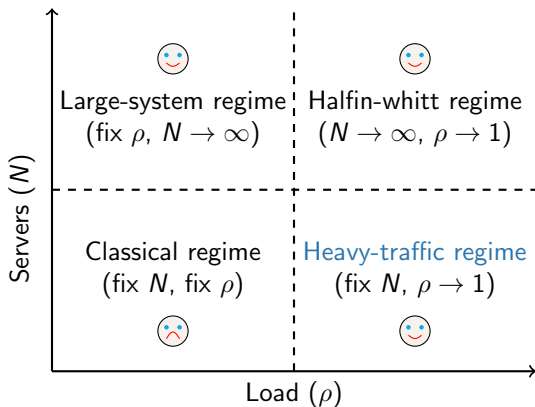 Large-system regime
(fix ρ, N → ∞)
Halfin-whitt regime
(N → ∞, ρ → 1)
Classical regime
(fix N, fix ρ)
Heavy-traffic regime
(fix N, ρ → 1)
Servers (N)
Load (ρ)